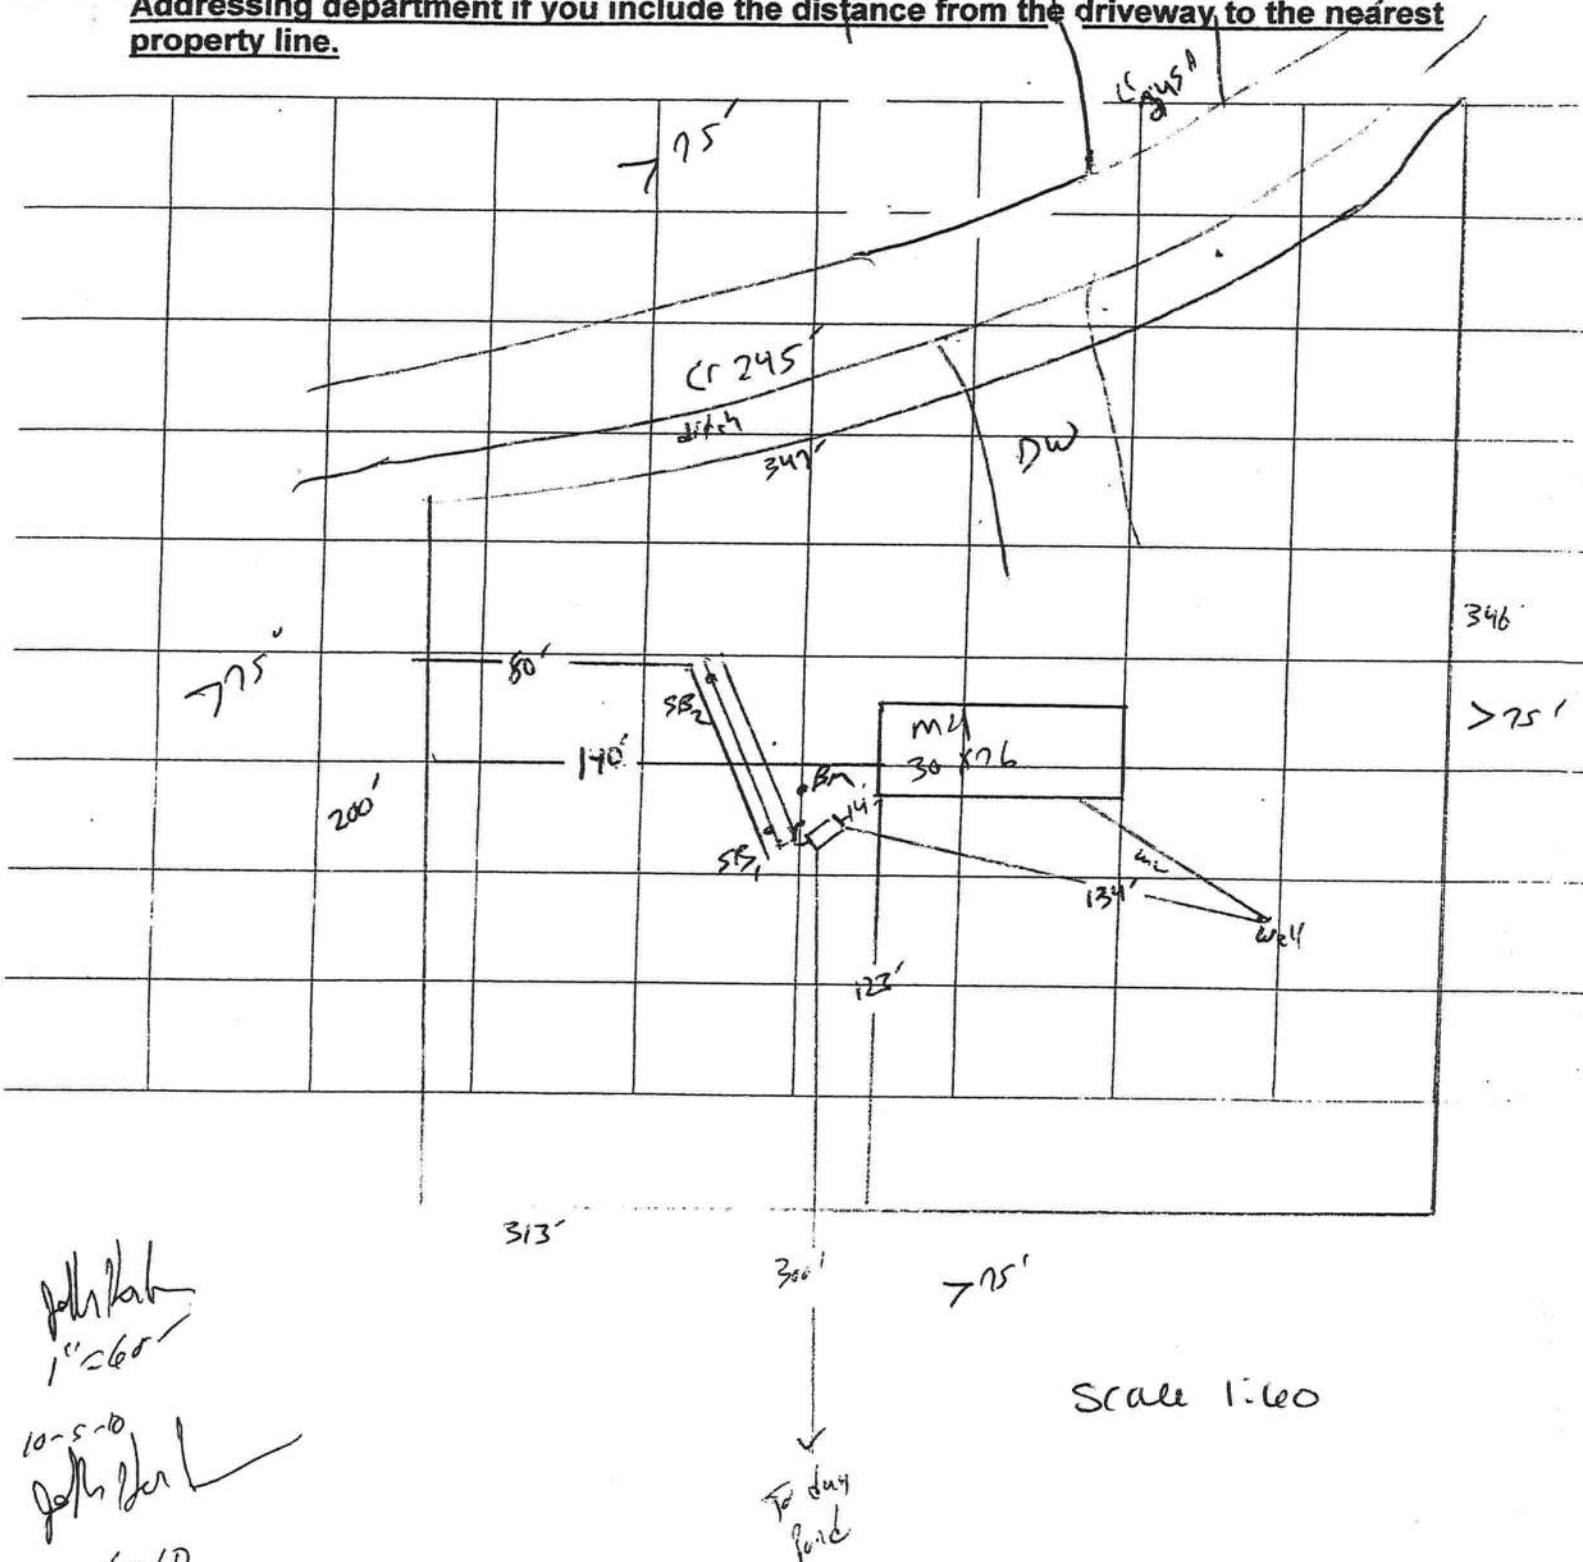 Addressing department if you include the distance from the driveway to the nearest
property line.
> 75'
Cr 245'
ditch
347'
DW
346
> 75'
80'
SB2
MH
30 x 76
> 75'
140'
BM
200'
14'
SB1
134'
well
123'
313'
300'
> 75'
1" = 60'
Scale 1:60
10-5-10
To